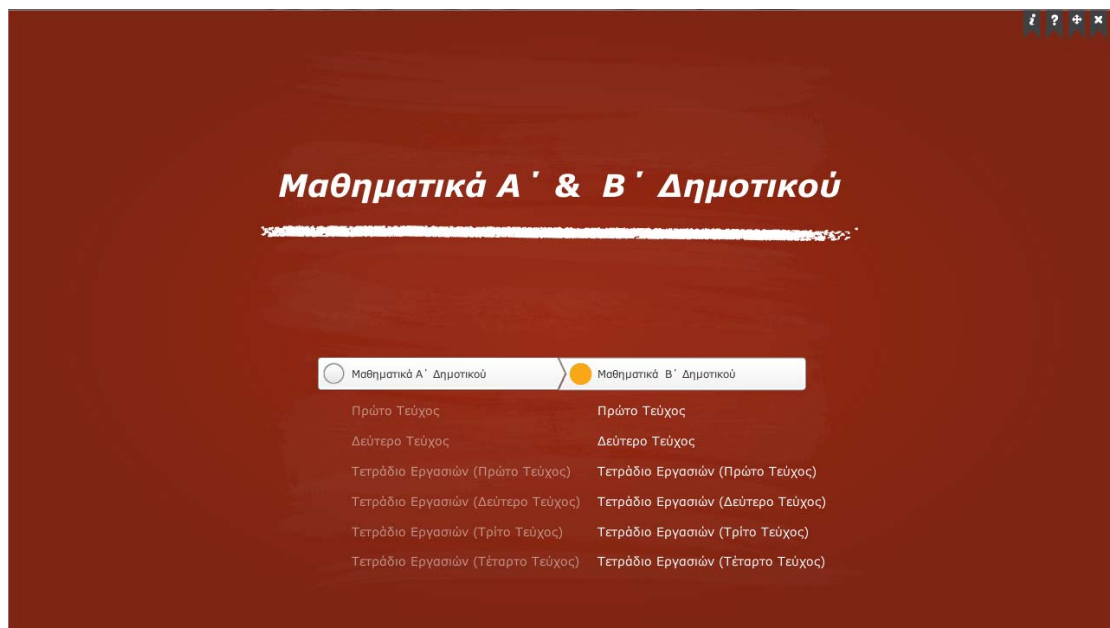 Μαθηματικά Α΄ & Β΄ Δημοτικού
Μαθηματικά Α΄ Δημοτικού
Πρώτο Τεύχος
Δεύτερο Τεύχος
Τετράδιο Εργασιών (Πρώτο Τεύχος)
Τετράδιο Εργασιών (Δεύτερο Τεύχος)
Τετράδιο Εργασιών (Τρίτο Τεύχος)
Τετράδιο Εργασιών (Τέταρτο Τεύχος)
Μαθηματικά Β΄ Δημοτικού
Πρώτο Τεύχος
Δεύτερο Τεύχος
Τετράδιο Εργασιών (Πρώτο Τεύχος)
Τετράδιο Εργασιών (Δεύτερο Τεύχος)
Τετράδιο Εργασιών (Τρίτο Τεύχος)
Τετράδιο Εργασιών (Τέταρτο Τεύχος)